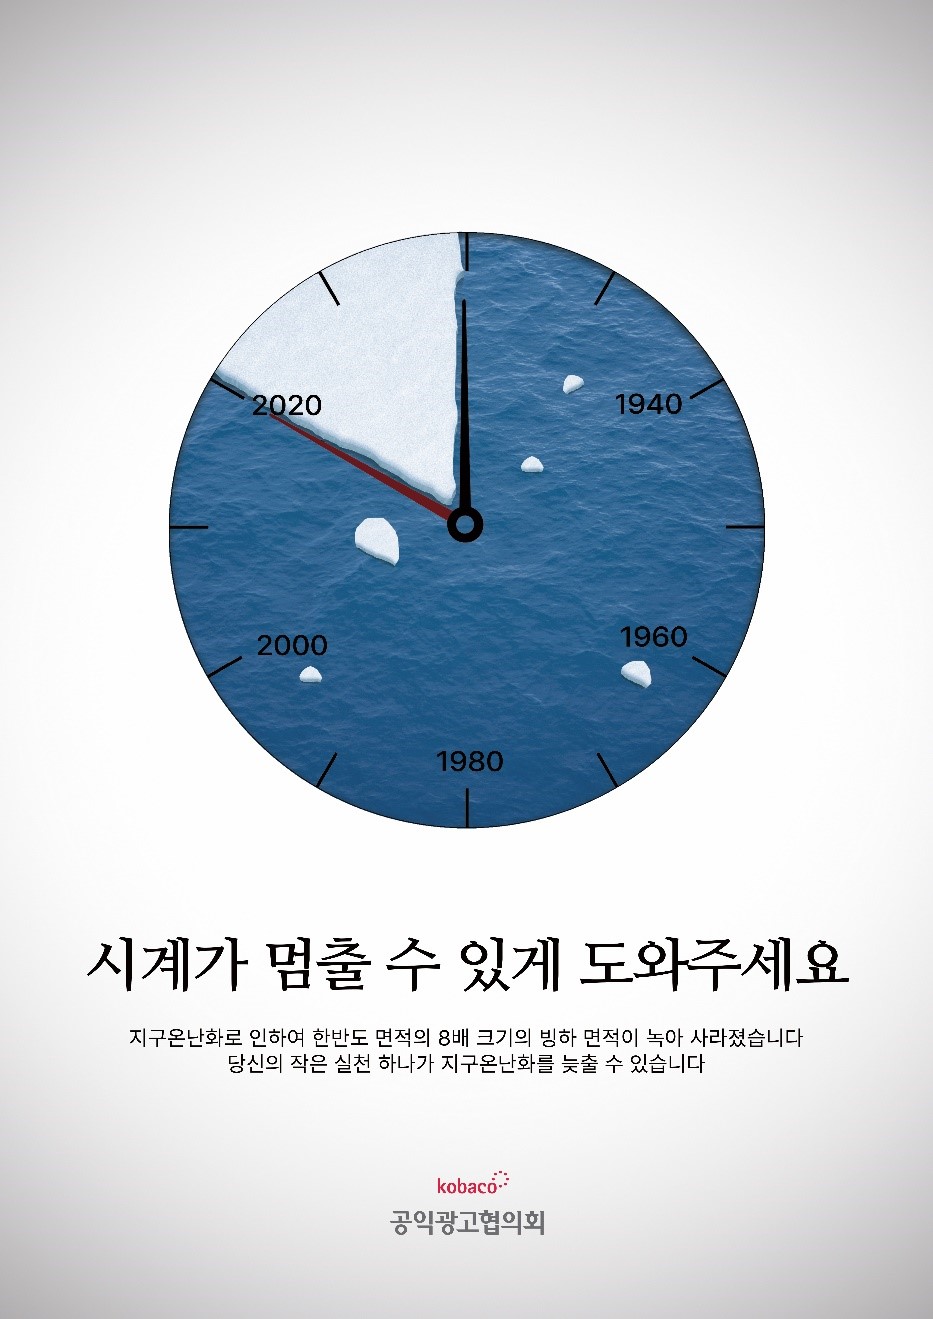 2020
1940
2000
1960
1980
시계가 멈출 수 있게 도와주세요
지구온난화로 인하여 한반도 면적의 8배 크기의 빙하 면적이 녹아 사라졌습니다
당신의 작은 실천 하나가 지구온난화를 늦출 수 있습니다
kobaco
공익광고협의회